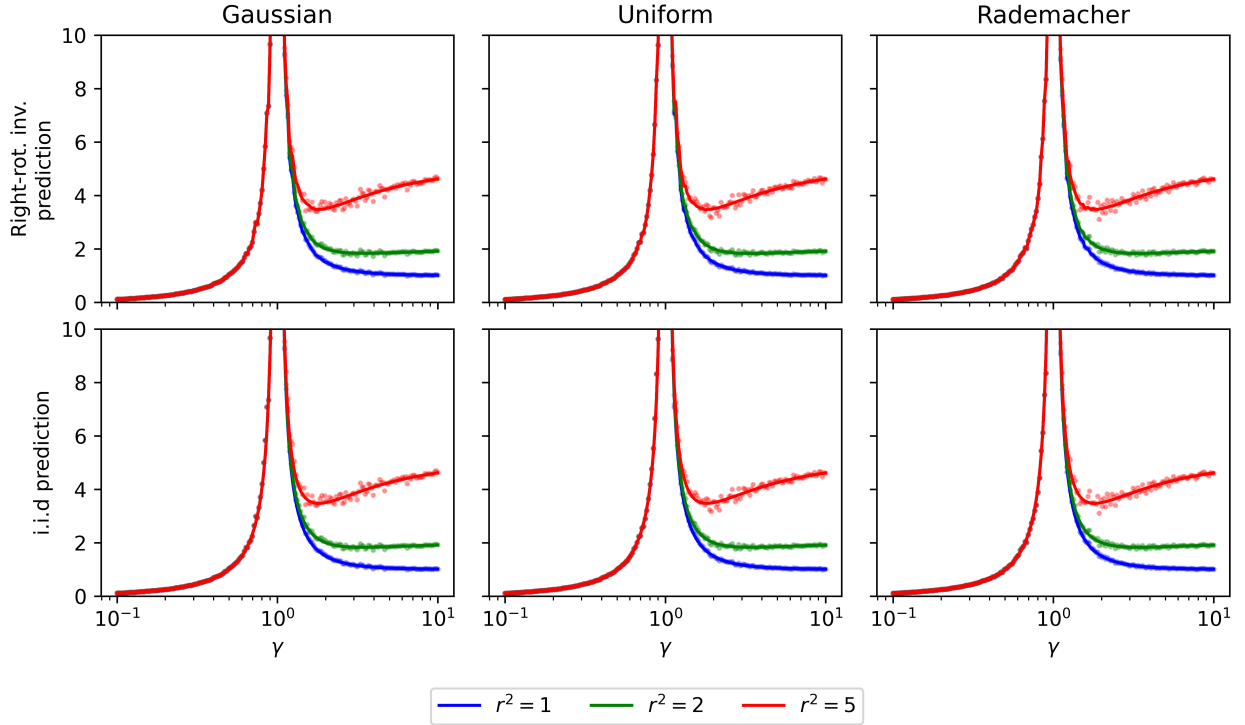 Gaussian Uniform Rademacher
Right-rot. inv.
prediction
10
8
6
4
2
0
i.i.d prediction
10
8
6
4
2
0
10⁻¹ 10⁰ 10¹ 10⁻¹ 10⁰ 10¹ 10⁻¹ 10⁰ 10¹
γ γ γ
r² = 1 r² = 2 r² = 5